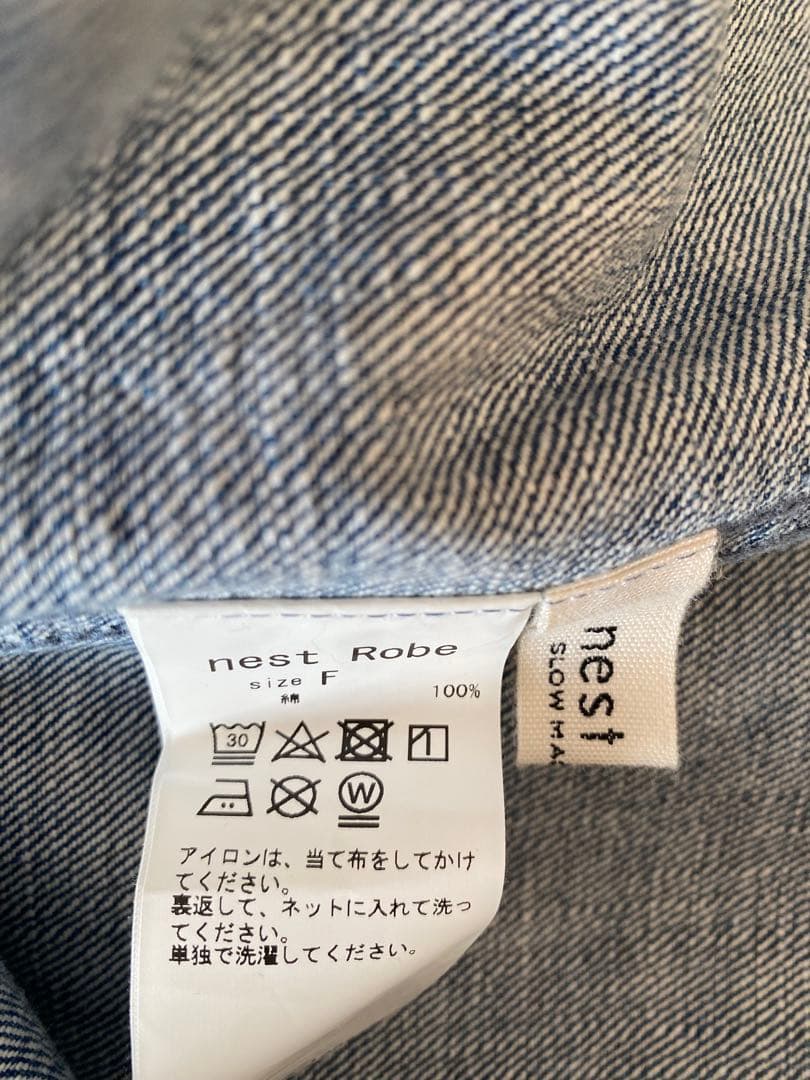 nest Robe
size F
綿 100%
30
W
アイロンは、当て布をしてかけ
てください。
裏返して、ネットに入れて洗っ
てください。
単独で洗濯してください。
nest
SLOW